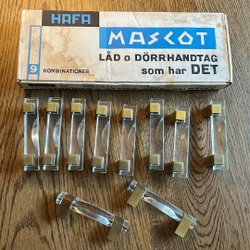 HAFA
MASCOT
LÅD o DÖRRHANDTAG
som har DET
9 KOMBINATIONER